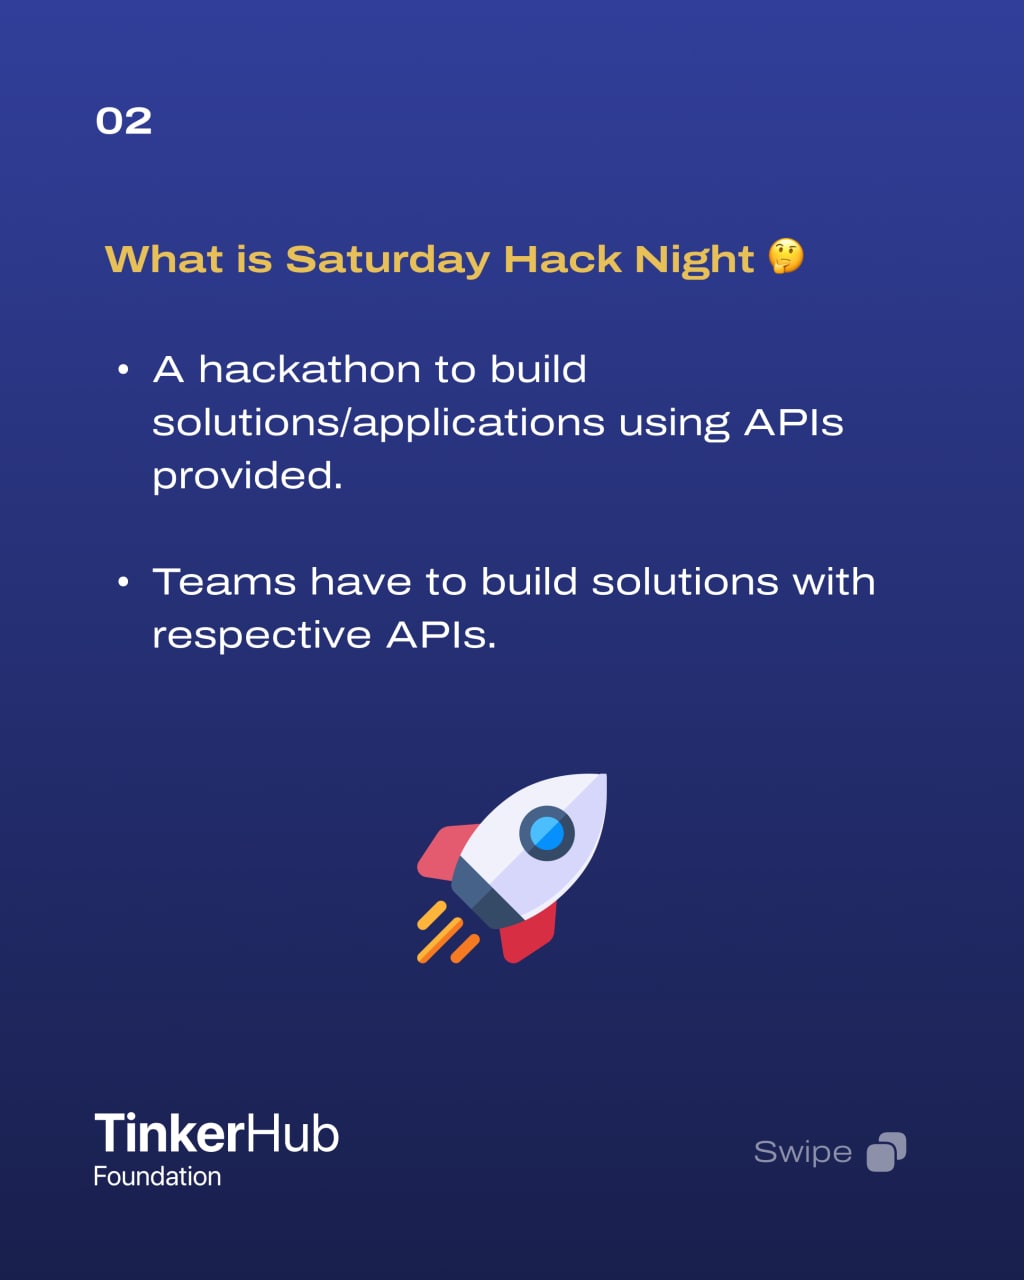 02
What is Saturday Hack Night 🤔
• A hackathon to build
solutions/applications using APIs
provided.
• Teams have to build solutions with
respective APIs.
TinkerHub
Foundation
Swipe